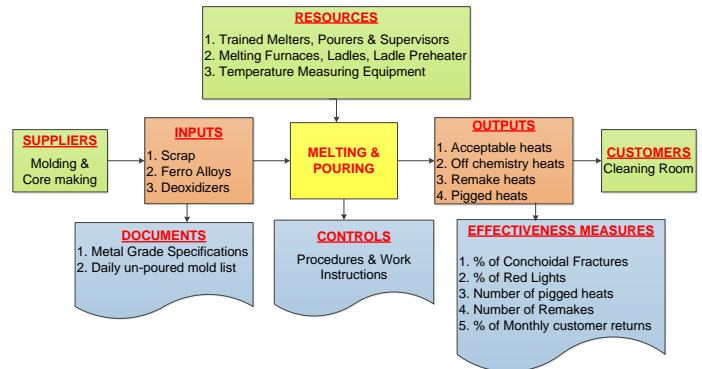 RESOURCES
1. Trained Melters, Pourers & Supervisors
2. Melting Furnaces, Ladles, Ladle Preheater
3. Temperature Measuring Equipment
SUPPLIERS
Molding &
Core making
INPUTS
1. Scrap
2. Ferro Alloys
3. Deoxidizers
MELTING &
POURING
OUTPUTS
1. Acceptable heats
2. Off chemistry heats
3. Remake heats
4. Pigged heats
CUSTOMERS
Cleaning Room
DOCUMENTS
1. Metal Grade Specifications
2. Daily un-poured mold list
CONTROLS
Procedures & Work
Instructions
EFFECTIVENESS MEASURES
1. % of Conchoidal Fractures
2. % of Red Lights
3. Number of pigged heats
4. Number of Remakes
5. % of Monthly customer returns